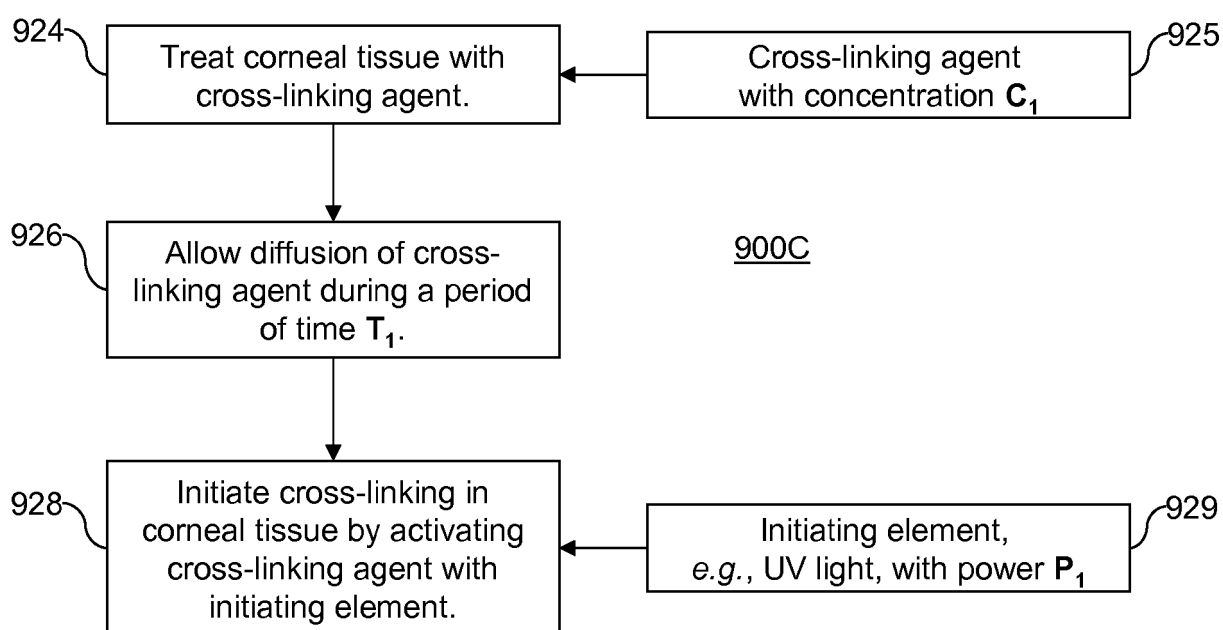 924
Treat corneal tissue with
cross-linking agent.
Cross-linking agent
with concentration C₁
925
926
Allow diffusion of cross-
linking agent during a period
of time T₁.
900C
928
Initiate cross-linking in
corneal tissue by activating
cross-linking agent with
initiating element.
Initiating element,
e.g., UV light, with power P₁
929